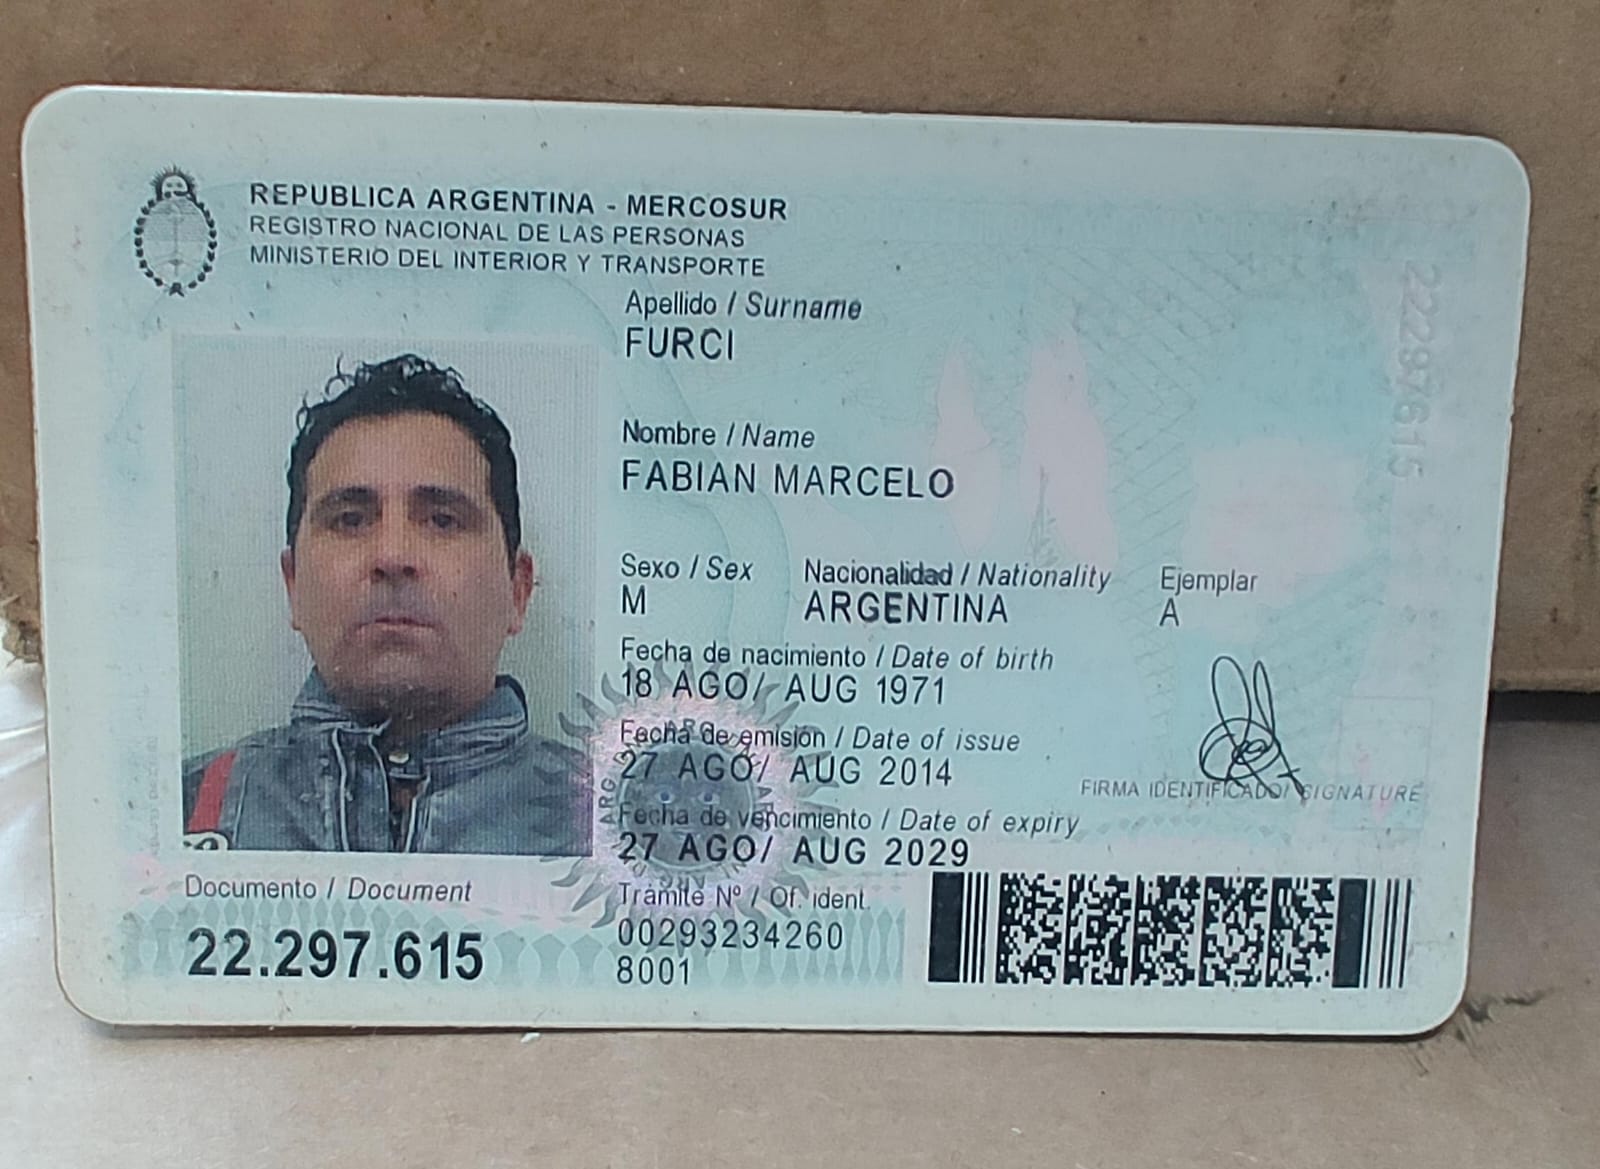 REPUBLICA ARGENTINA - MERCOSUR
REGISTRO NACIONAL DE LAS PERSONAS
MINISTERIO DEL INTERIOR Y TRANSPORTE
Apellido / Surname
FURCI
Nombre / Name
FABIAN MARCELO
Sexo / Sex
M
Nacionalidad / Nationality
ARGENTINA
Ejemplar
A
Fecha de nacimiento / Date of birth
18 AGO/ AUG 1971
Fecha de emisión / Date of issue
27 AGO/ AUG 2014
Fecha de vencimiento / Date of expiry
27 AGO/ AUG 2029
FIRMA IDENTIFICADO/ SIGNATURE
Documento / Document
22.297.615
Trámite Nº / Of. ident.
00293234260
8001
22297615